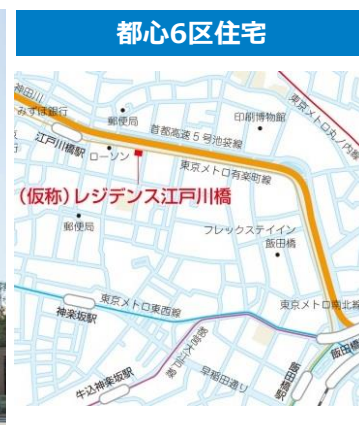 都心6区住宅
神田川
みずほ銀行
郵便局
印刷博物館
東京メトロ丸ノ内
江戸川橋駅
首都高速5号池袋線
ローソン
東京メトロ有楽町線
(仮称)レジデンス江戸川橋
郵便局
フレックステイイン
飯田橋
東京メトロ東西線
東京メトロ南北線
神楽坂駅
都営大江戸線
飯田橋
飯田橋駅
早稲田通り
牛込神楽坂駅